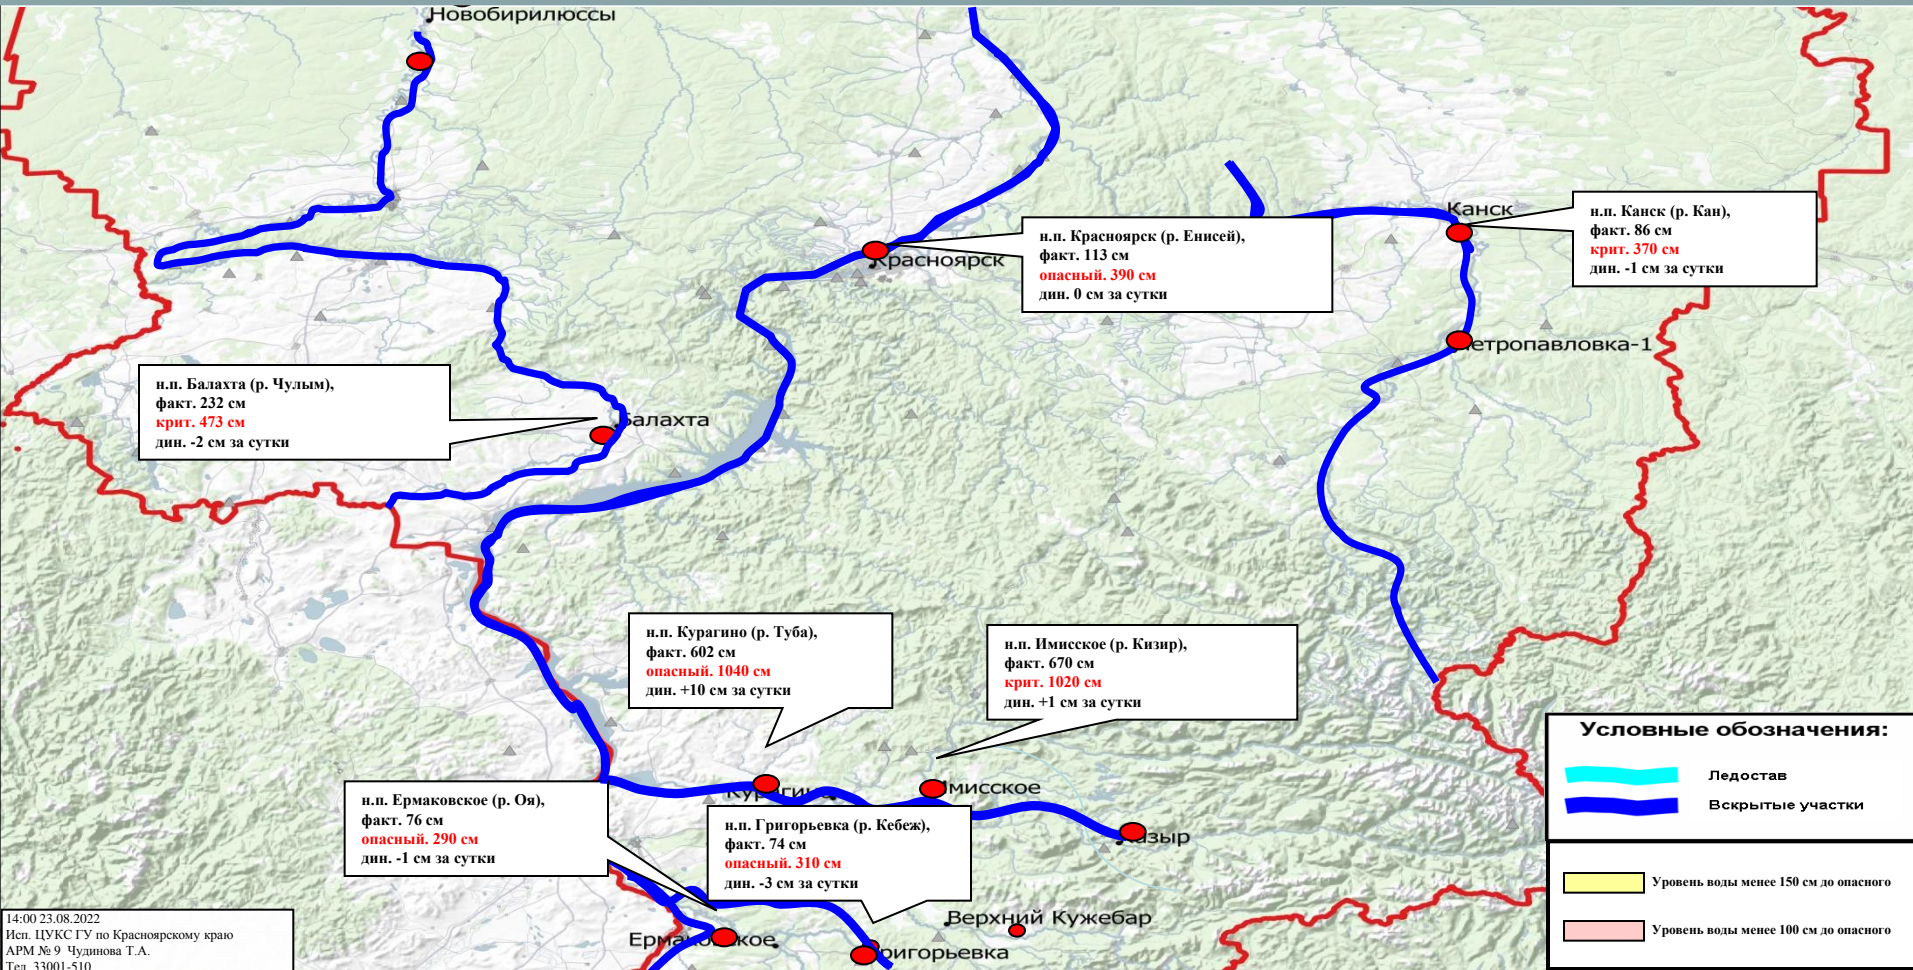 Новобирилюссы
Канск
н.п. Канск (р. Кан),
факт. 86 см
крит. 370 см
дин. -1 см за сутки
н.п. Красноярск (р. Енисей),
факт. 113 см
опасный. 390 см
дин. 0 см за сутки
Красноярск
Петропавловка-1
н.п. Балахта (р. Чулым),
факт. 232 см
крит. 473 см
дин. -2 см за сутки
Балахта
н.п. Курагино (р. Туба),
факт. 602 см
опасный. 1040 см
дин. +10 см за сутки
н.п. Имисское (р. Кизир),
факт. 670 см
крит. 1020 см
дин. +1 см за сутки
Курагино
Имисское
Казыр
н.п. Ермаковское (р. Оя),
факт. 76 см
опасный. 290 см
дин. -1 см за сутки
н.п. Григорьевка (р. Кебеж),
факт. 74 см
опасный. 310 см
дин. -3 см за сутки
Верхний Кужебар
Ермаковское
Григорьевка
Условные обозначения:
Ледостав
Вскрытые участки
Уровень воды менее 150 см до опасного
Уровень воды менее 100 см до опасного
14:00 23.08.2022
Исп. ЦУКС ГУ по Красноярскому краю
АРМ № 9 Чудинова Т.А.
Тел. 33001-510